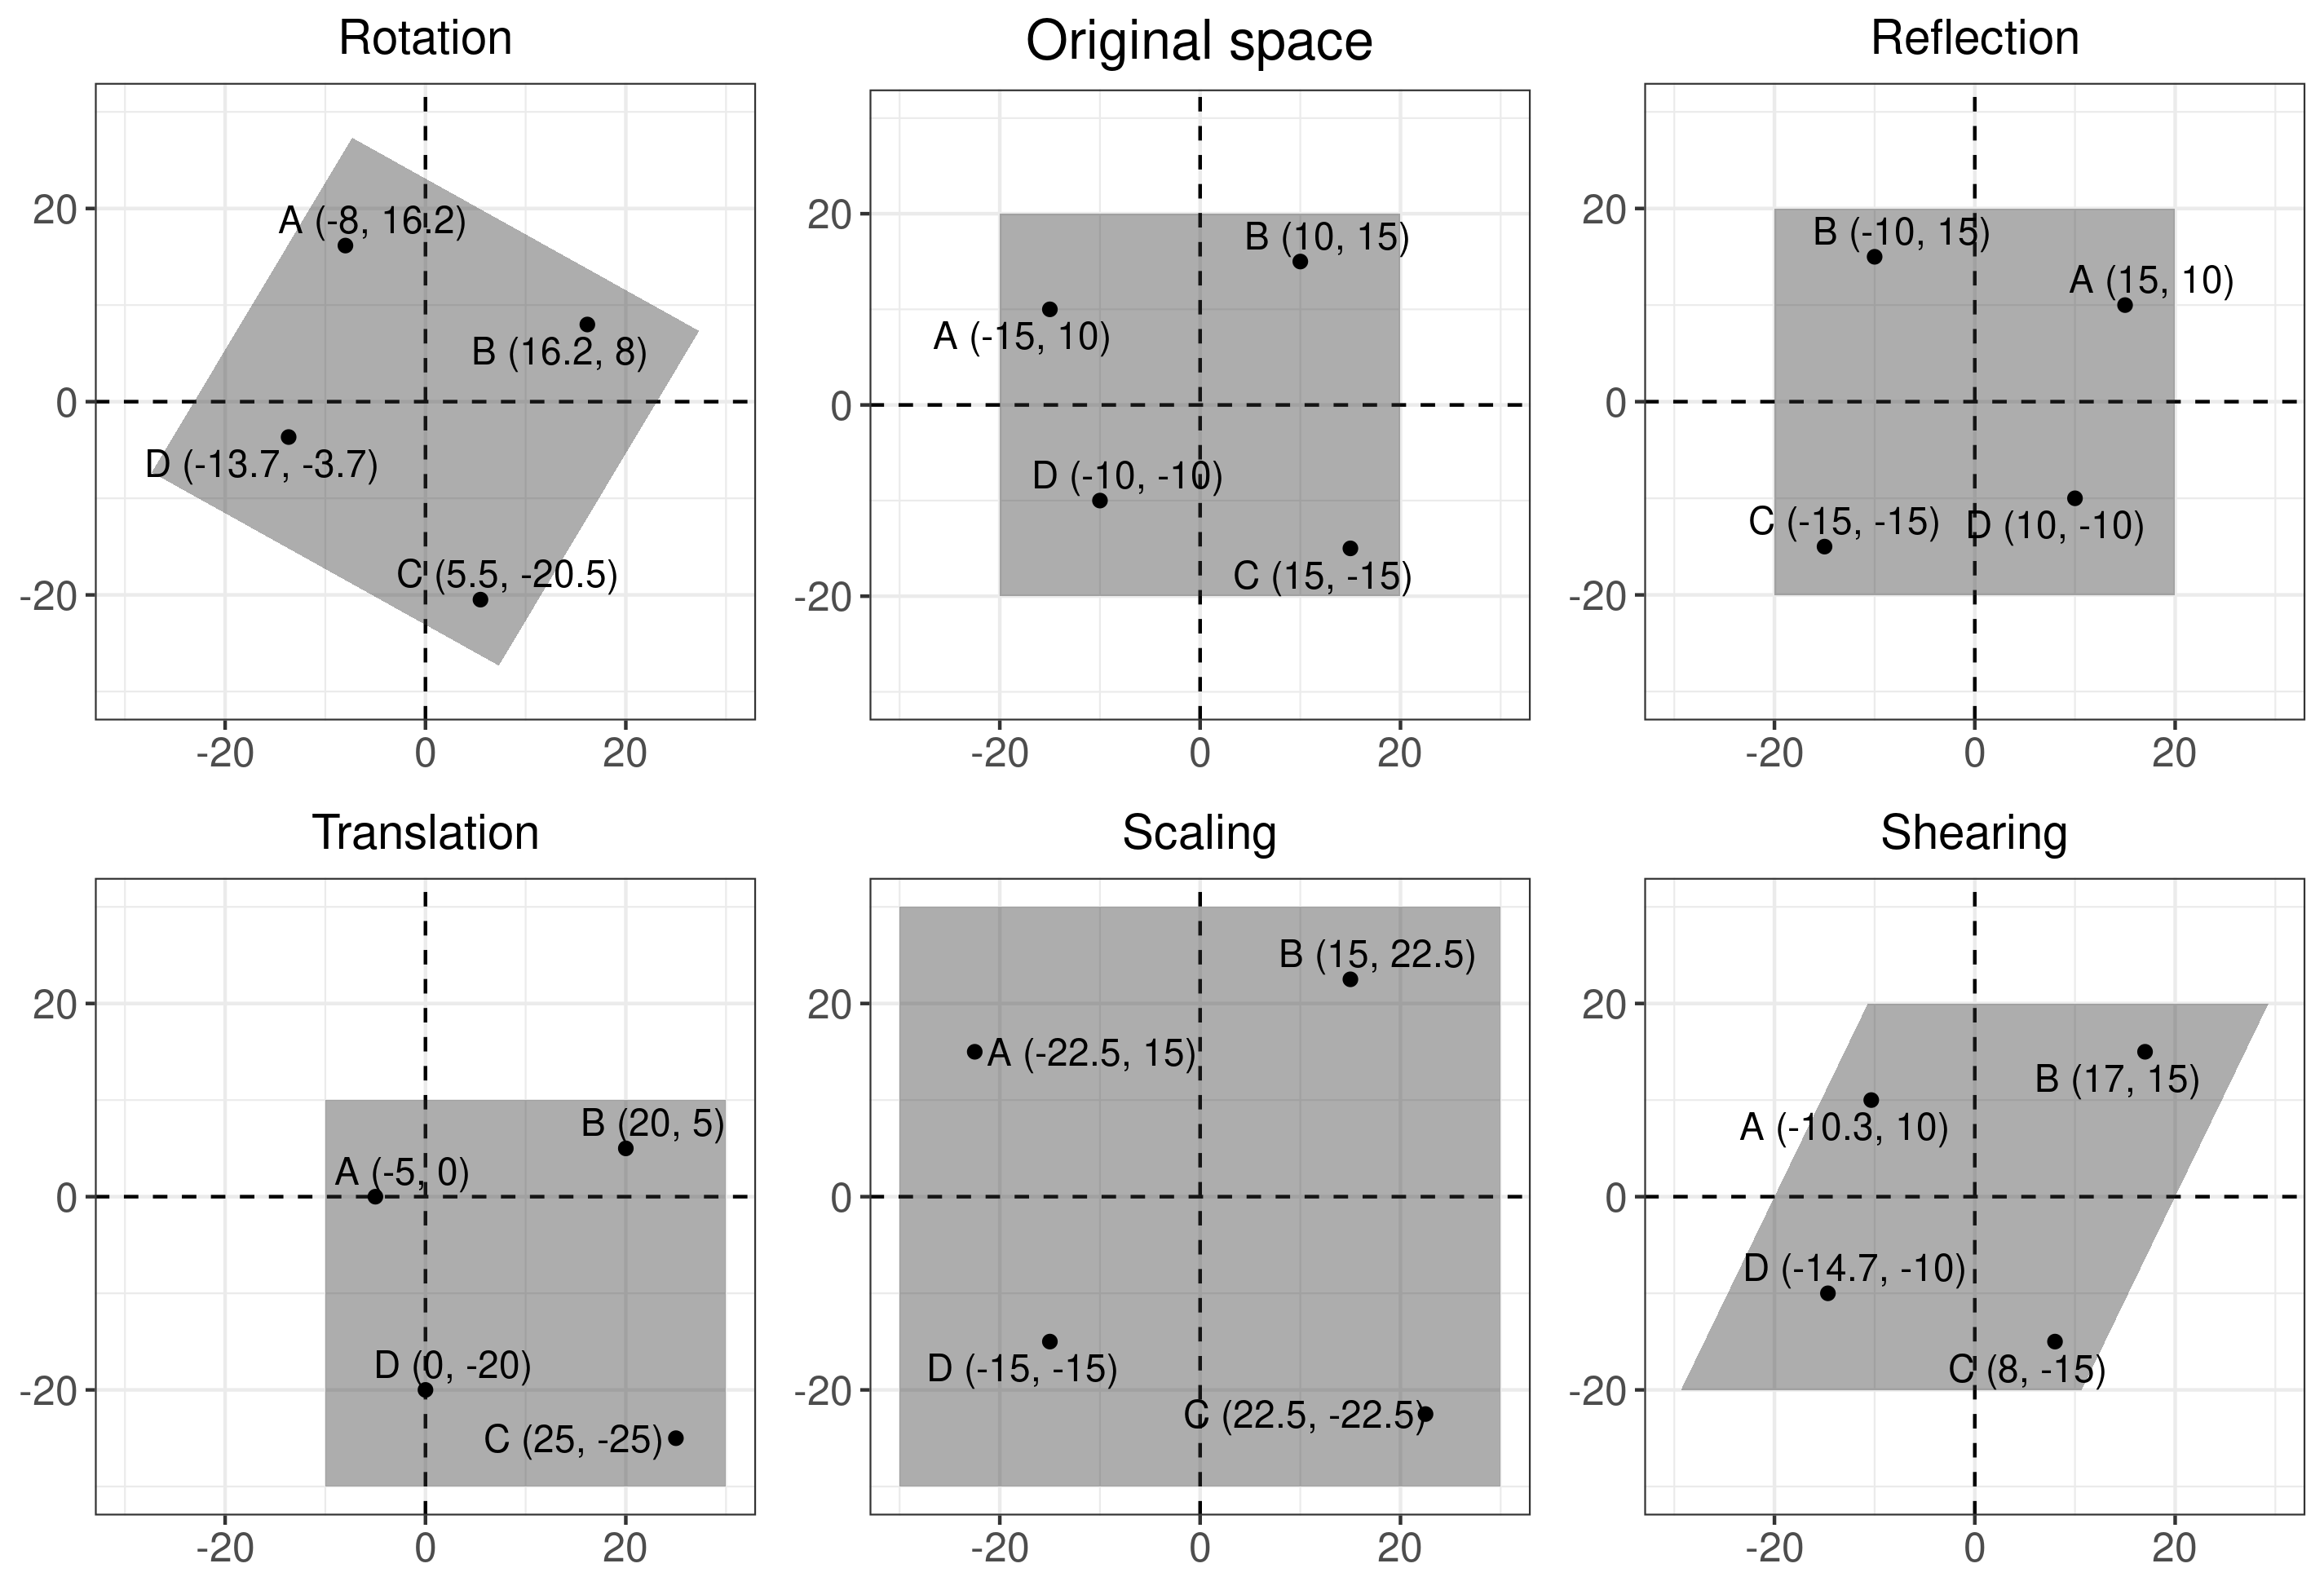 Rotation
20
0
-20
A (-8, 16.2)
B (16.2, 8)
D (-13.7, -3.7)
C (5.5, -20.5)
-20 0 20
Original space
20
0
-20
B (10, 15)
A (-15, 10)
D (-10, -10)
C (15, -15)
-20 0 20
Reflection
20
0
-20
B (-10, 15)
A (15, 10)
C (-15, -15)
D (10, -10)
-20 0 20
Translation
20
0
-20
B (20, 5)
A (-5, 0)
D (0, -20)
C (25, -25)
-20 0 20
Scaling
20
0
-20
B (15, 22.5)
A (-22.5, 15)
D (-15, -15)
C (22.5, -22.5)
-20 0 20
Shearing
20
0
-20
B (17, 15)
A (-10.3, 10)
D (-14.7, -10)
C (8, -15)
-20 0 20